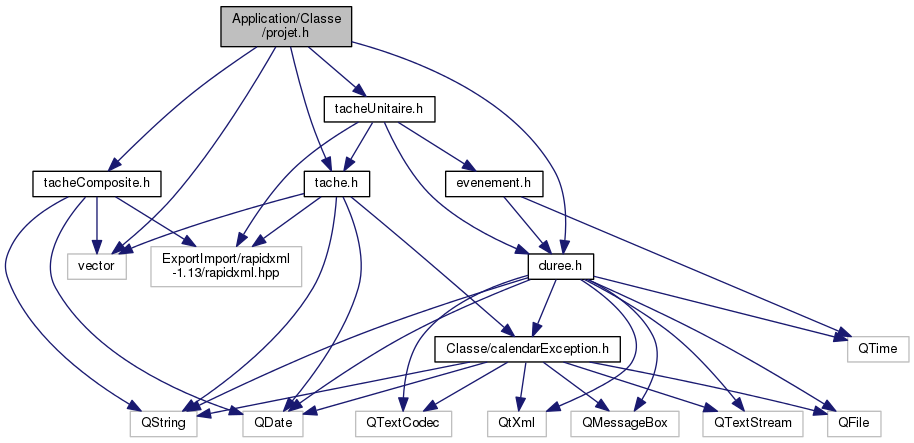 Application/Classe
/projet.h
tacheUnitaire.h
tacheComposite.h
tache.h
evenement.h
vector
ExportImport/rapidxml
-1.13/rapidxml.hpp
duree.h
Classe/calendarException.h
QTime
QString
QDate
QTextCodec
QtXml
QMessageBox
QTextStream
QFile